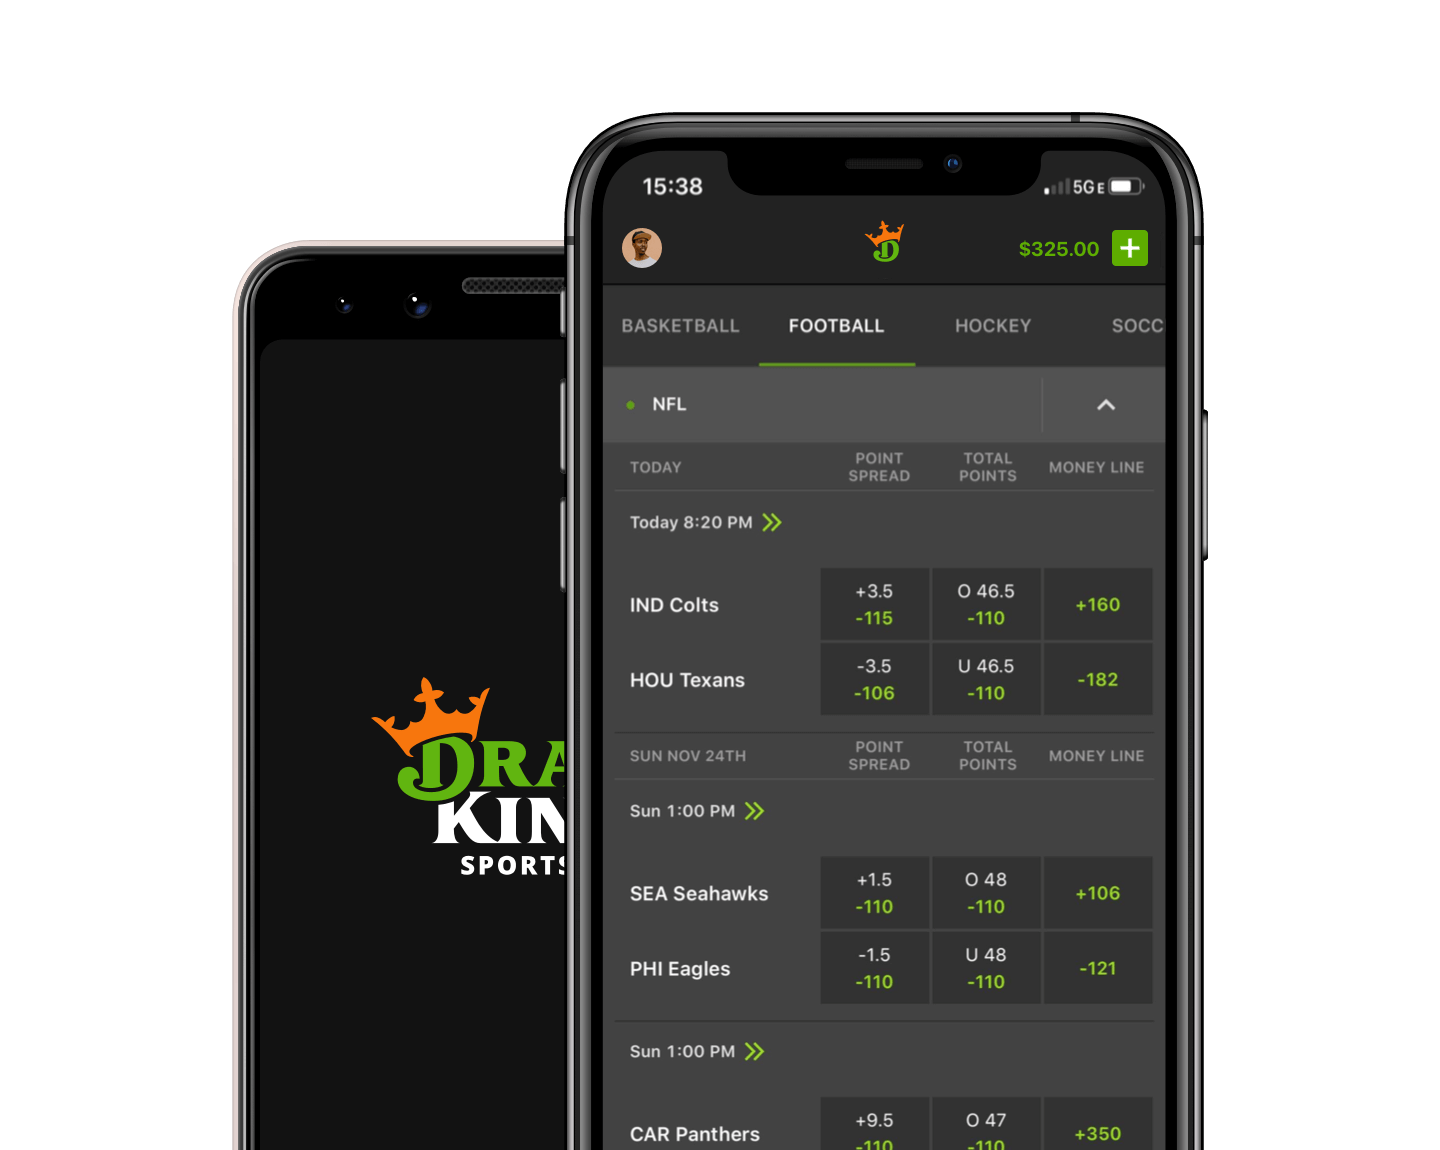 15:38
5G E
$325.00
BASKETBALL FOOTBALL HOCKEY SOCC
NFL
TODAY POINT SPREAD TOTAL POINTS MONEY LINE
Today 8:20 PM
+3.5 O 46.5
IND Colts +160
-115 -110
-3.5 U 46.5
HOU Texans -182
-106 -110
SUN NOV 24TH POINT SPREAD TOTAL POINTS MONEY LINE
Sun 1:00 PM
+1.5 O 48
SEA Seahawks +106
-110 -110
-1.5 U 48
PHI Eagles -121
-110 -110
Sun 1:00 PM
+9.5 O 47
CAR Panthers +350
-110 -110
DRA
KIN
SPORTS